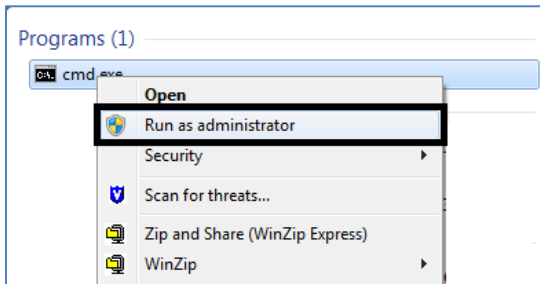 Programs (1)
cmd.exe
Open
Run as administrator
Security
Scan for threats...
Zip and Share (WinZip Express)
WinZip